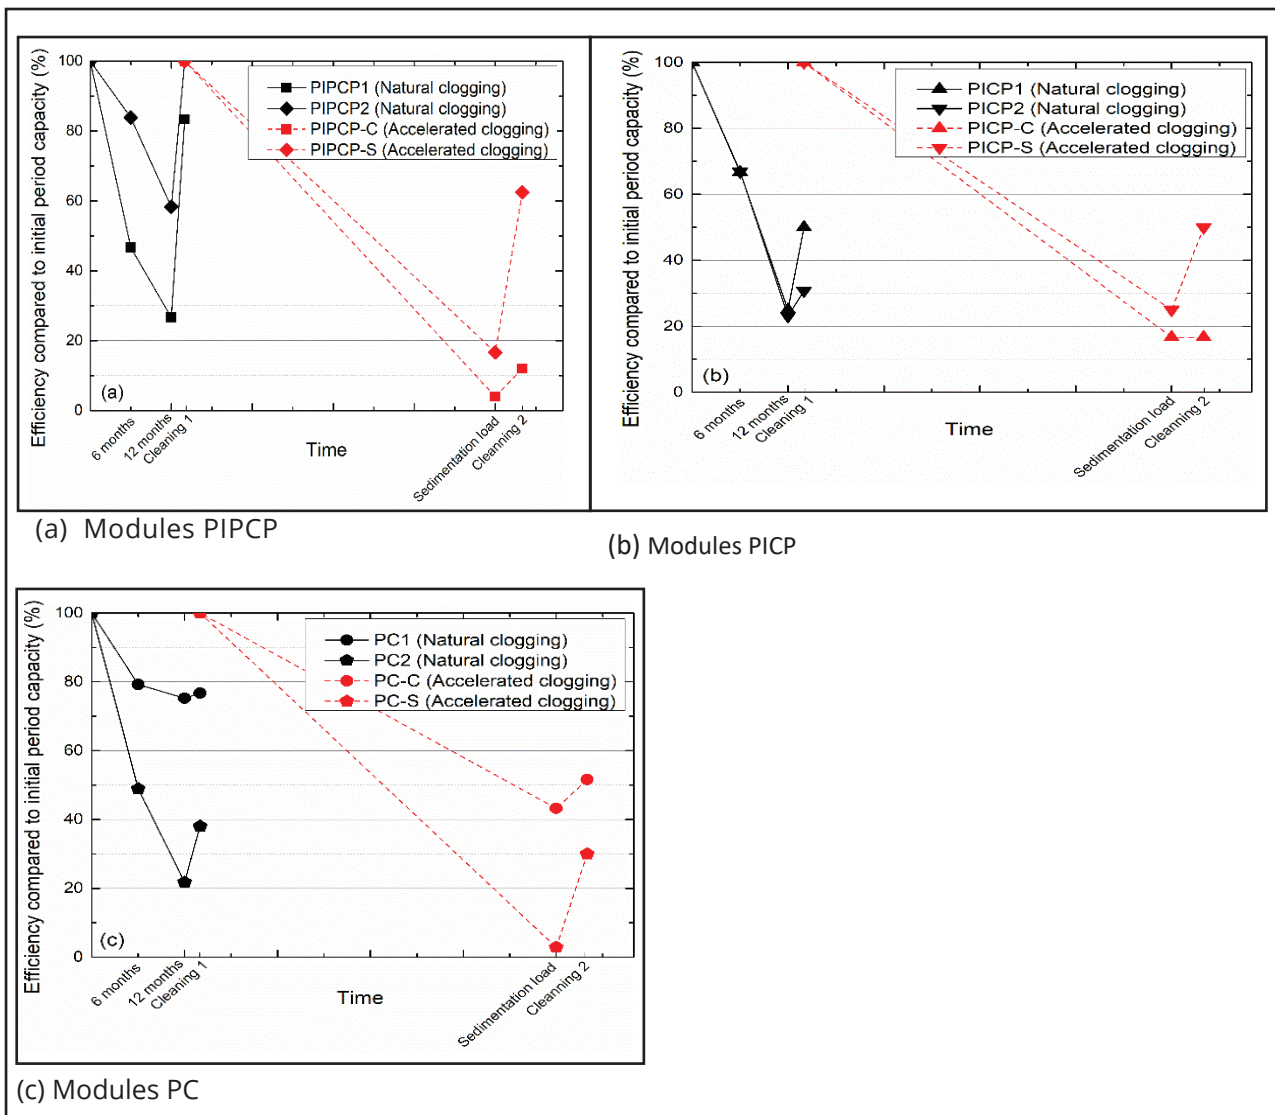 Efficiency compared to initial period capacity (%)
100
80
60
40
20
0
PIPCP1 (Natural clogging)
PIPCP2 (Natural clogging)
PIPCP-C (Accelerated clogging)
PIPCP-S (Accelerated clogging)
(a)
6 months
12 months
Cleaning 1
Sedimentation load
Cleanning 2
Time
(a) Modules PIPCP
Efficiency compared to initial period capacity (%)
100
80
60
40
20
0
PICP1 (Natural clogging)
PICP2 (Natural clogging)
PICP-C (Accelerated clogging)
PICP-S (Accelerated clogging)
(b)
6 months
12 months
Cleaning 1
Sedimentation load
Cleanning 2
Time
(b) Modules PICP
Efficiency compared to initial period capacity (%)
100
80
60
40
20
0
PC1 (Natural clogging)
PC2 (Natural clogging)
PC-C (Accelerated clogging)
PC-S (Accelerated clogging)
(c)
6 months
12 months
Cleaning 1
Sedimentation load
Cleanning 2
Time
(c) Modules PC